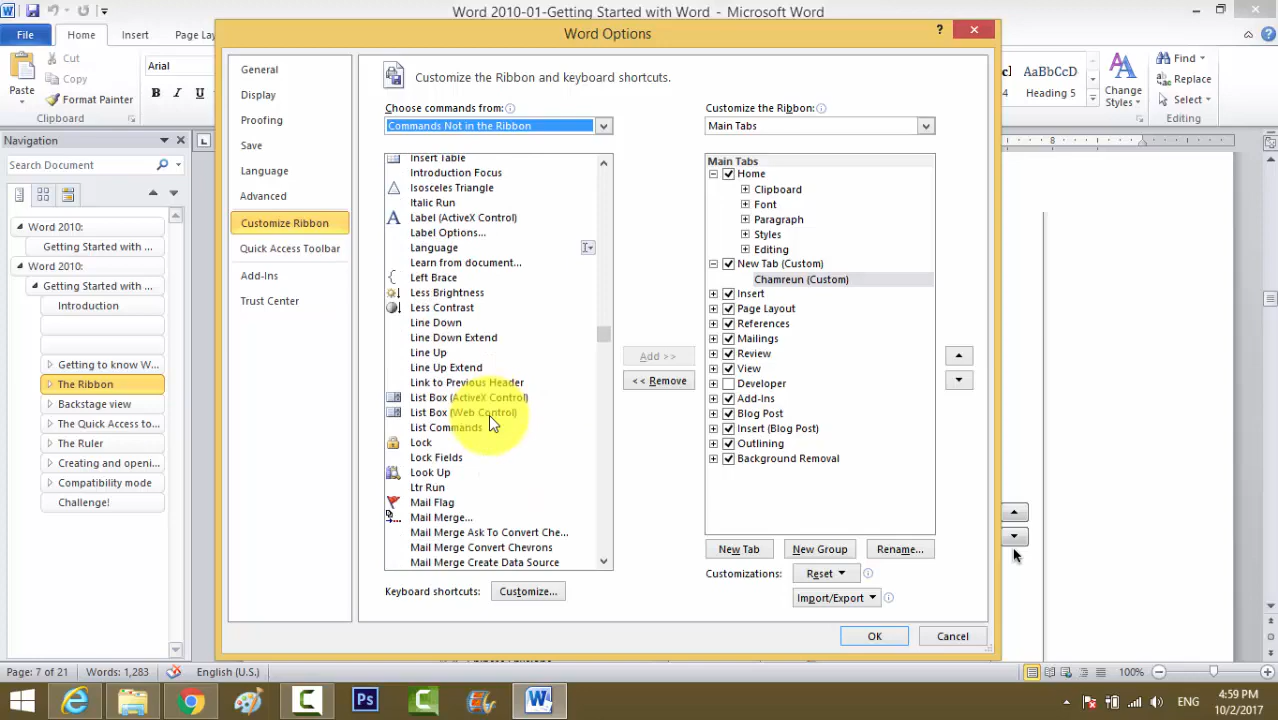 Word 2010-01-Getting Started with Word - Microsoft Word
File
Home
Insert
Page Lay
Paste
Cut
Copy
Format Painter
Clipboard
Arial
B I U
AaBbCcI
4 Heading 5
Change
Styles
Find
Replace
Select
Editing
Navigation
Search Document
Word 2010:
Getting Started with ...
Word 2010:
Getting Started with ...
Introduction
Getting to know W...
The Ribbon
Backstage view
The Quick Access to...
The Ruler
Creating and openi...
Compatibility mode
Challenge!
Word Options
General
Display
Proofing
Save
Language
Advanced
Customize Ribbon
Quick Access Toolbar
Add-Ins
Trust Center
Customize the Ribbon and keyboard shortcuts.
Choose commands from:
Commands Not in the Ribbon
Insert Table
Introduction Focus
Isosceles Triangle
Italic Run
Label (ActiveX Control)
Label Options...
Language
Learn from document...
Left Brace
Less Brightness
Less Contrast
Line Down
Line Down Extend
Line Up
Line Up Extend
Link to Previous Header
List Box (ActiveX Control)
List Box (Web Control)
List Commands
Lock
Lock Fields
Look Up
Ltr Run
Mail Flag
Mail Merge...
Mail Merge Ask To Convert Che...
Mail Merge Convert Chevrons
Mail Merge Create Data Source
Keyboard shortcuts:
Customize...
Add >>
<< Remove
Customize the Ribbon:
Main Tabs
Main Tabs
Home
Clipboard
Font
Paragraph
Styles
Editing
New Tab (Custom)
Chamreun (Custom)
Insert
Page Layout
References
Mailings
Review
View
Developer
Add-Ins
Blog Post
Insert (Blog Post)
Outlining
Background Removal
New Tab
New Group
Rename...
Customizations:
Reset
Import/Export
OK
Cancel
Page: 7 of 21
Words: 1,283
English (U.S.)
100%
ENG
4:59 PM
10/2/2017